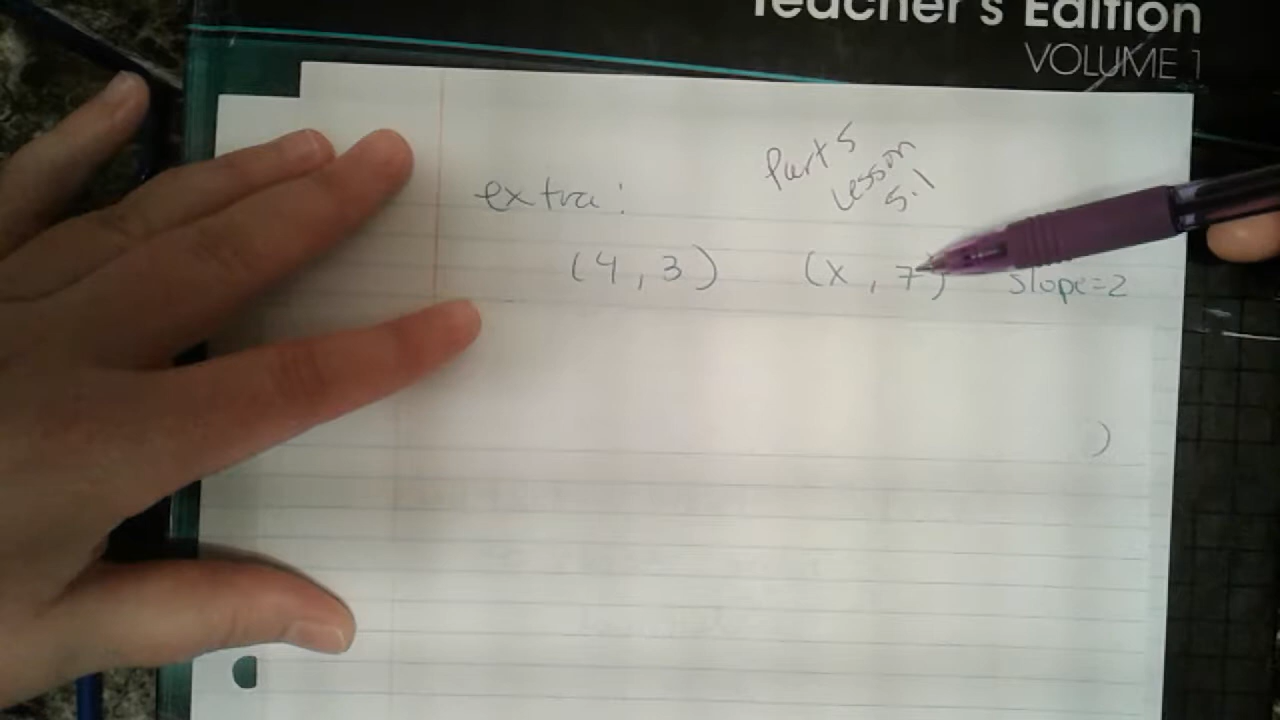 Teacher's Edition
VOLUME 1
Part 5
Lesson
5.1
extra:
(4, 3) (x, 7) slope=2
)